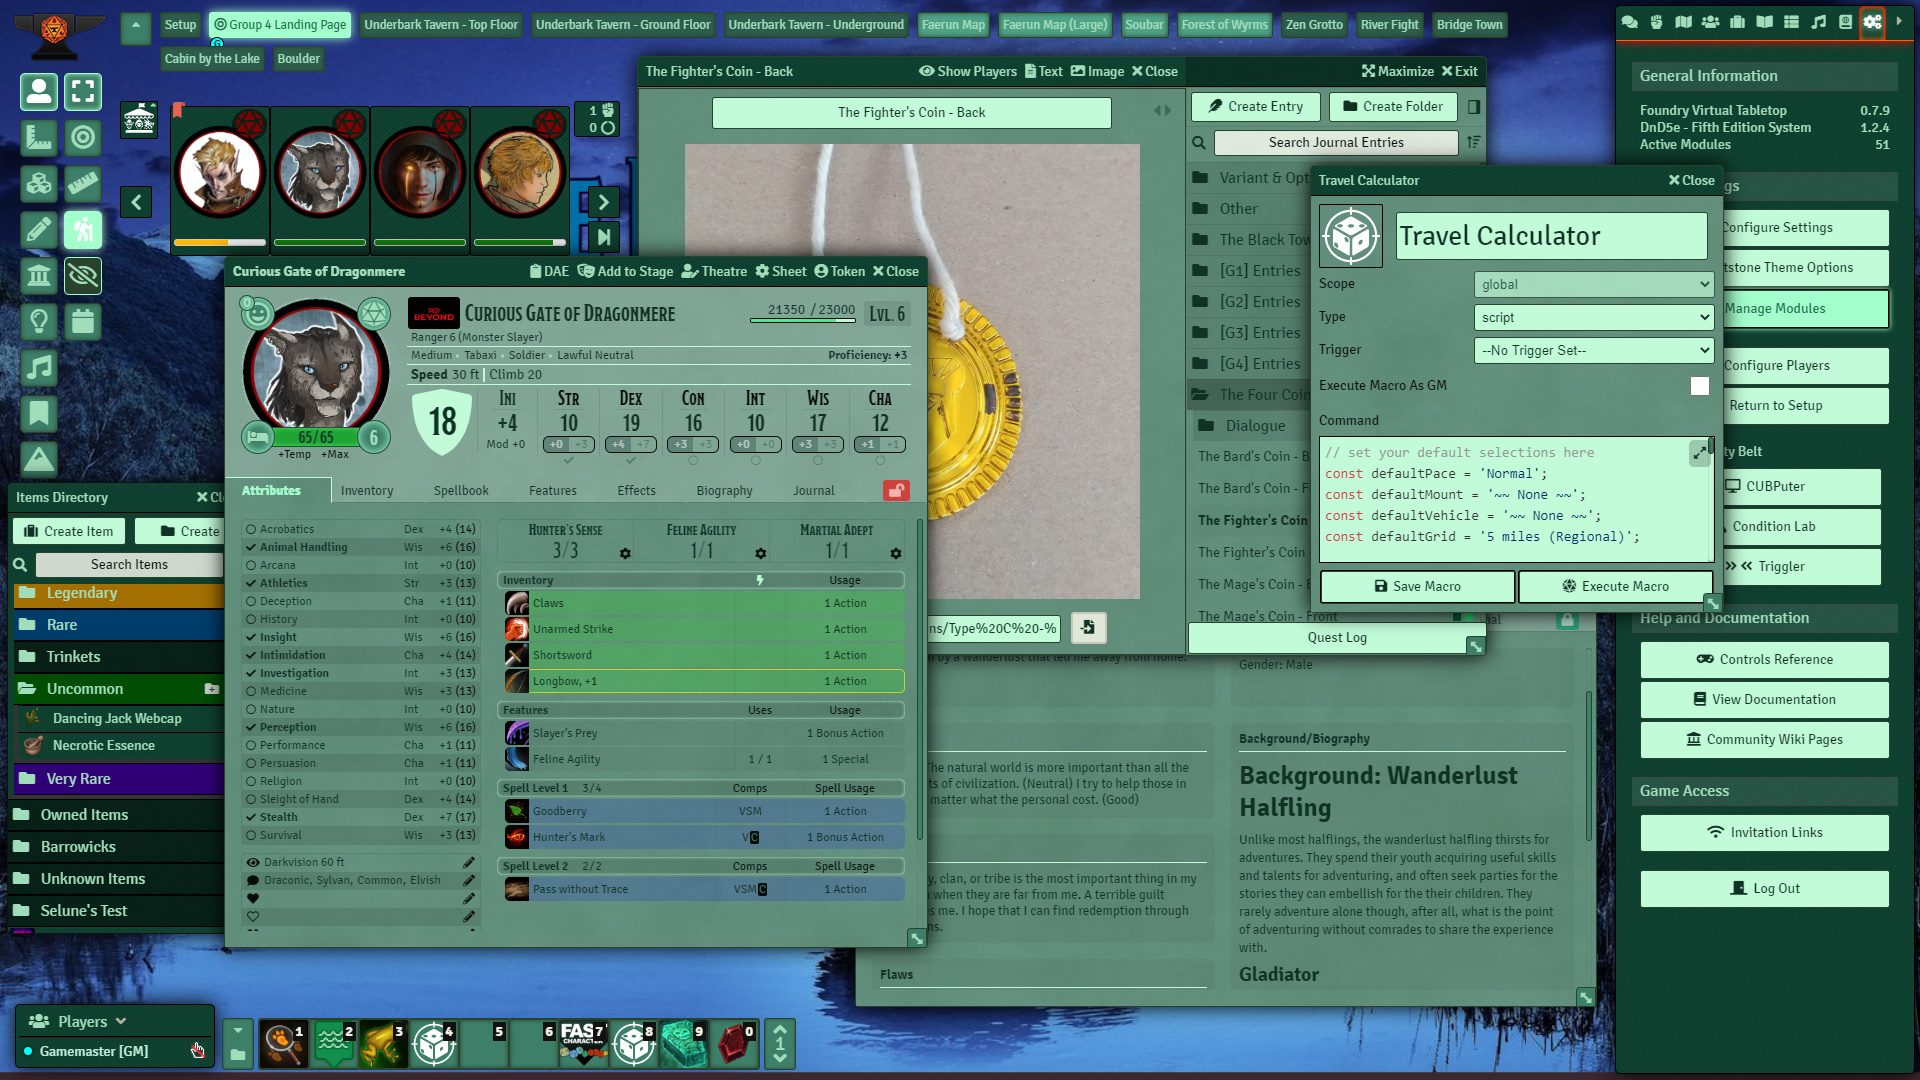 Setup
Group 4 Landing Page
Underbark Tavern - Top Floor
Underbark Tavern - Ground Floor
Underbark Tavern - Underground
Faerun Map
Faerun Map (Large)
Soubar
Forest of Wyrms
Zen Grotto
River Fight
Bridge Town
Cabin by the Lake
Boulder
1
0
The Fighter's Coin - Back
Show Players
Text
Image
Close
The Fighter's Coin - Back
Maximize
Exit
Create Entry
Create Folder
Search Journal Entries
Variant & Opt
Other
The Black Tow
[G1] Entries
[G2] Entries
[G3] Entries
[G4] Entries
The Four Coin
Dialogue
The Bard's Coin - B
The Bard's Coin - F
The Fighter's Coin
The Fighter's Coin
The Mage's Coin - B
The Mage's Coin - Front
Quest Log
ns/Type%20C%20-%
Travel Calculator
Close
Travel Calculator
Scope
global
Type
script
Trigger
--No Trigger Set--
Execute Macro As GM
Command
// set your default selections here
const defaultPace = 'Normal';
const defaultMount = '~~ None ~~';
const defaultVehicle = '~~ None ~~';
const defaultGrid = '5 miles (Regional)';
Save Macro
Execute Macro
General Information
Foundry Virtual Tabletop 0.7.9
DnD5e - Fifth Edition System 1.2.4
Active Modules 51
gs
onfigure Settings
tstone Theme Options
Manage Modules
Configure Players
Return to Setup
ty Belt
CUBPuter
Condition Lab
Triggler
Help and Documentation
Controls Reference
View Documentation
Community Wiki Pages
Game Access
Invitation Links
Log Out
Curious Gate of Dragonmere
DAE
Add to Stage
Theatre
Sheet
Token
Close
0
D&D BEYOND
Curious Gate of Dragonmere
21350 / 23000
Lvl. 6
Ranger 6 (Monster Slayer)
Medium • Tabaxi • Soldier • Lawful Neutral
Proficiency: +3
Speed 30 ft | Climb 20
18
Ini +4 Mod +0
Str 10 +0 +3
Dex 19 +4 +7
Con 16 +3 +3
Int 10 +0 +0
Wis 17 +3 +3
Cha 12 +1 +1
65/65
6
+Temp +Max
Attributes
Inventory
Spellbook
Features
Effects
Biography
Journal
Acrobatics Dex +4 (14)
Animal Handling Wis +6 (16)
Arcana Int +0 (10)
Athletics Str +3 (13)
Deception Cha +1 (11)
History Int +0 (10)
Insight Wis +6 (16)
Intimidation Cha +4 (14)
Investigation Int +3 (13)
Medicine Wis +3 (13)
Nature Int +0 (10)
Perception Wis +6 (16)
Performance Cha +1 (11)
Persuasion Cha +1 (11)
Religion Int +0 (10)
Sleight of Hand Dex +4 (14)
Stealth Dex +7 (17)
Survival Wis +3 (13)
Darkvision 60 ft
Draconic, Sylvan, Common, Elvish
Hunter's Sense
3/3
Feline Agility
1/1
Martial Adept
1/1
Inventory Usage
Claws 1 Action
Unarmed Strike 1 Action
Shortsword 1 Action
Longbow, +1 1 Action
Features Uses Usage
Slayer's Prey 1 Bonus Action
Feline Agility 1 / 1 1 Special
Spell Level 1 3/4 Comps Spell Usage
Goodberry VSM 1 Action
Hunter's Mark V C 1 Bonus Action
Spell Level 2 2/2 Comps Spell Usage
Pass without Trace VSM C 1 Action
Items Directory
Cl
Create Item
Create
Search Items
Legendary
Rare
Trinkets
Uncommon
Dancing Jack Webcap
Necrotic Essence
Very Rare
Owned Items
Barrowicks
Unknown Items
Selune's Test
n by a wanderlust that led me away from home.
The natural world is more important than all the
ts of civilization. (Neutral) I try to help those in
matter what the personal cost. (Good)
y, clan, or tribe is the most important thing in my
when they are far from me. A terrible guilt
s me. I hope that I can find redemption through
ns.
Flaws
Gender: Male
Background/Biography
Background: Wanderlust
Halfling
Unlike most halflings, the wanderlust halfling thirsts for
adventures. They spend their youth acquiring useful skills
and talents for adventuring, and often seek parties for the
stories they can embellish for the their children. They
rarely adventure alone though, after all, what is the point
of adventuring without comrades to share the experience
with.
Gladiator
Players
Gamemaster [GM]
1
2
3
4
5
6
FAS 7
CHARACTER
8
9
0
1